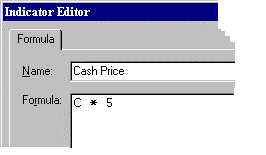 Indicator Editor
Formula
Name: Cash Price
Formula: C * 5